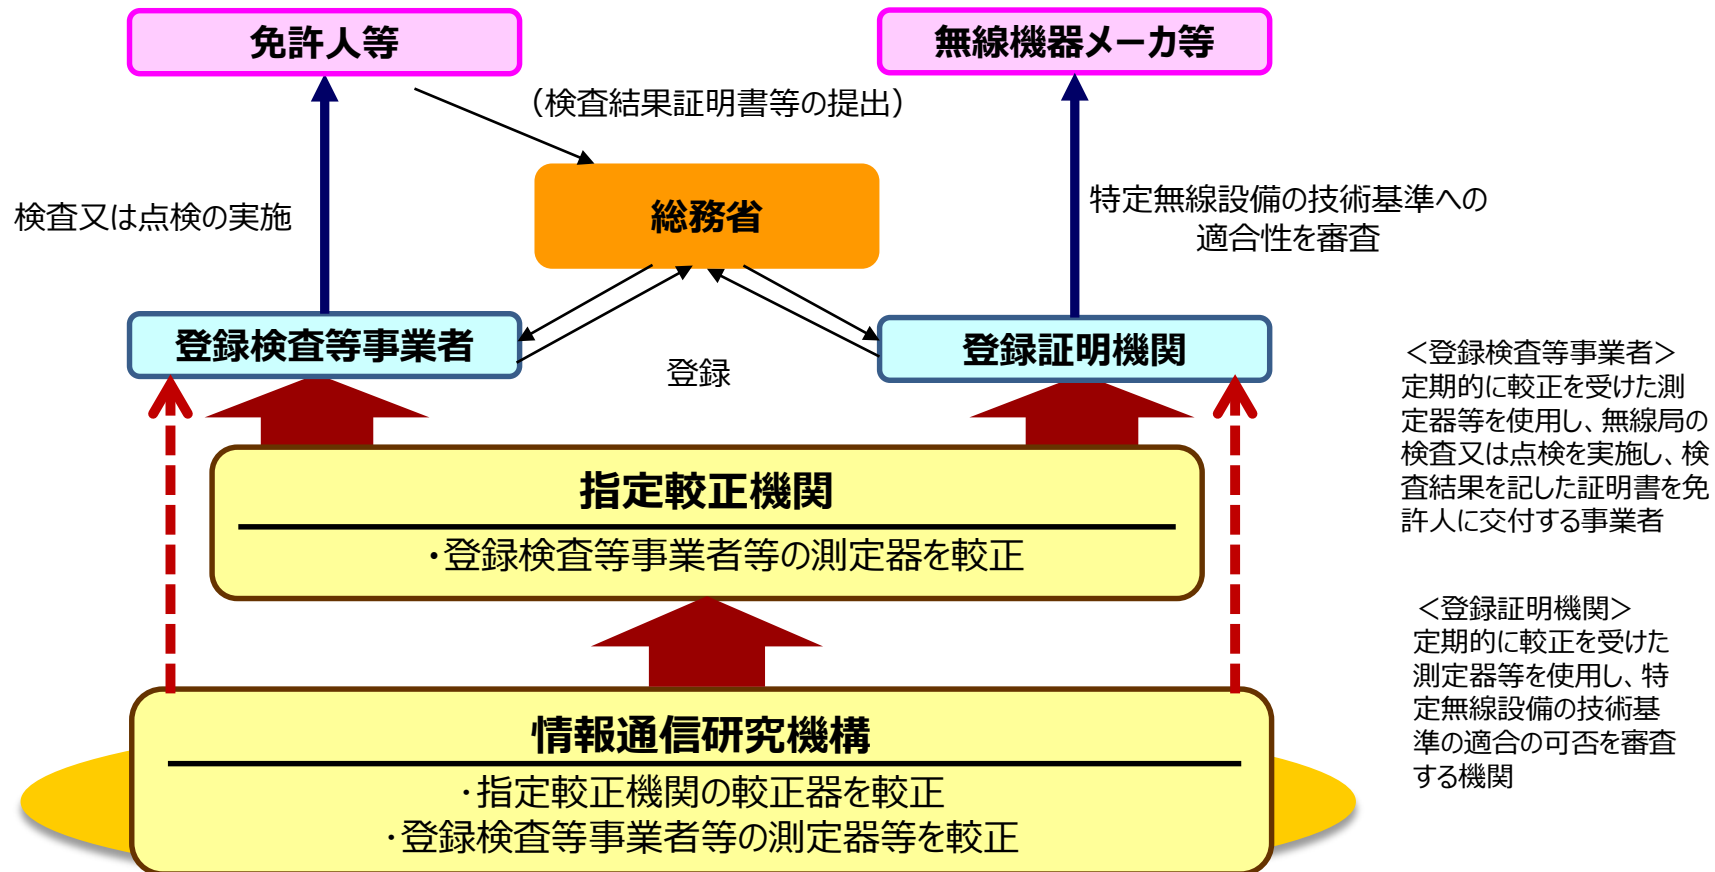 免許人等
無線機器メーカ等
（検査結果証明書等の提出）
総務省
検査又は点検の実施
特定無線設備の技術基準への
適合性を審査
登録検査等事業者
登録証明機関
登録
指定較正機関
・登録検査等事業者等の測定器を較正
情報通信研究機構
・指定較正機関の較正器を較正
・登録検査等事業者等の測定器等を較正
＜登録検査等事業者＞
定期的に較正を受けた測
定器等を使用し、無線局の
検査又は点検を実施し、検
査結果を記した証明書を免
許人に交付する事業者
＜登録証明機関＞
定期的に較正を受けた
測定器等を使用し、特
定無線設備の技術基
準の適合の可否を審査
する機関